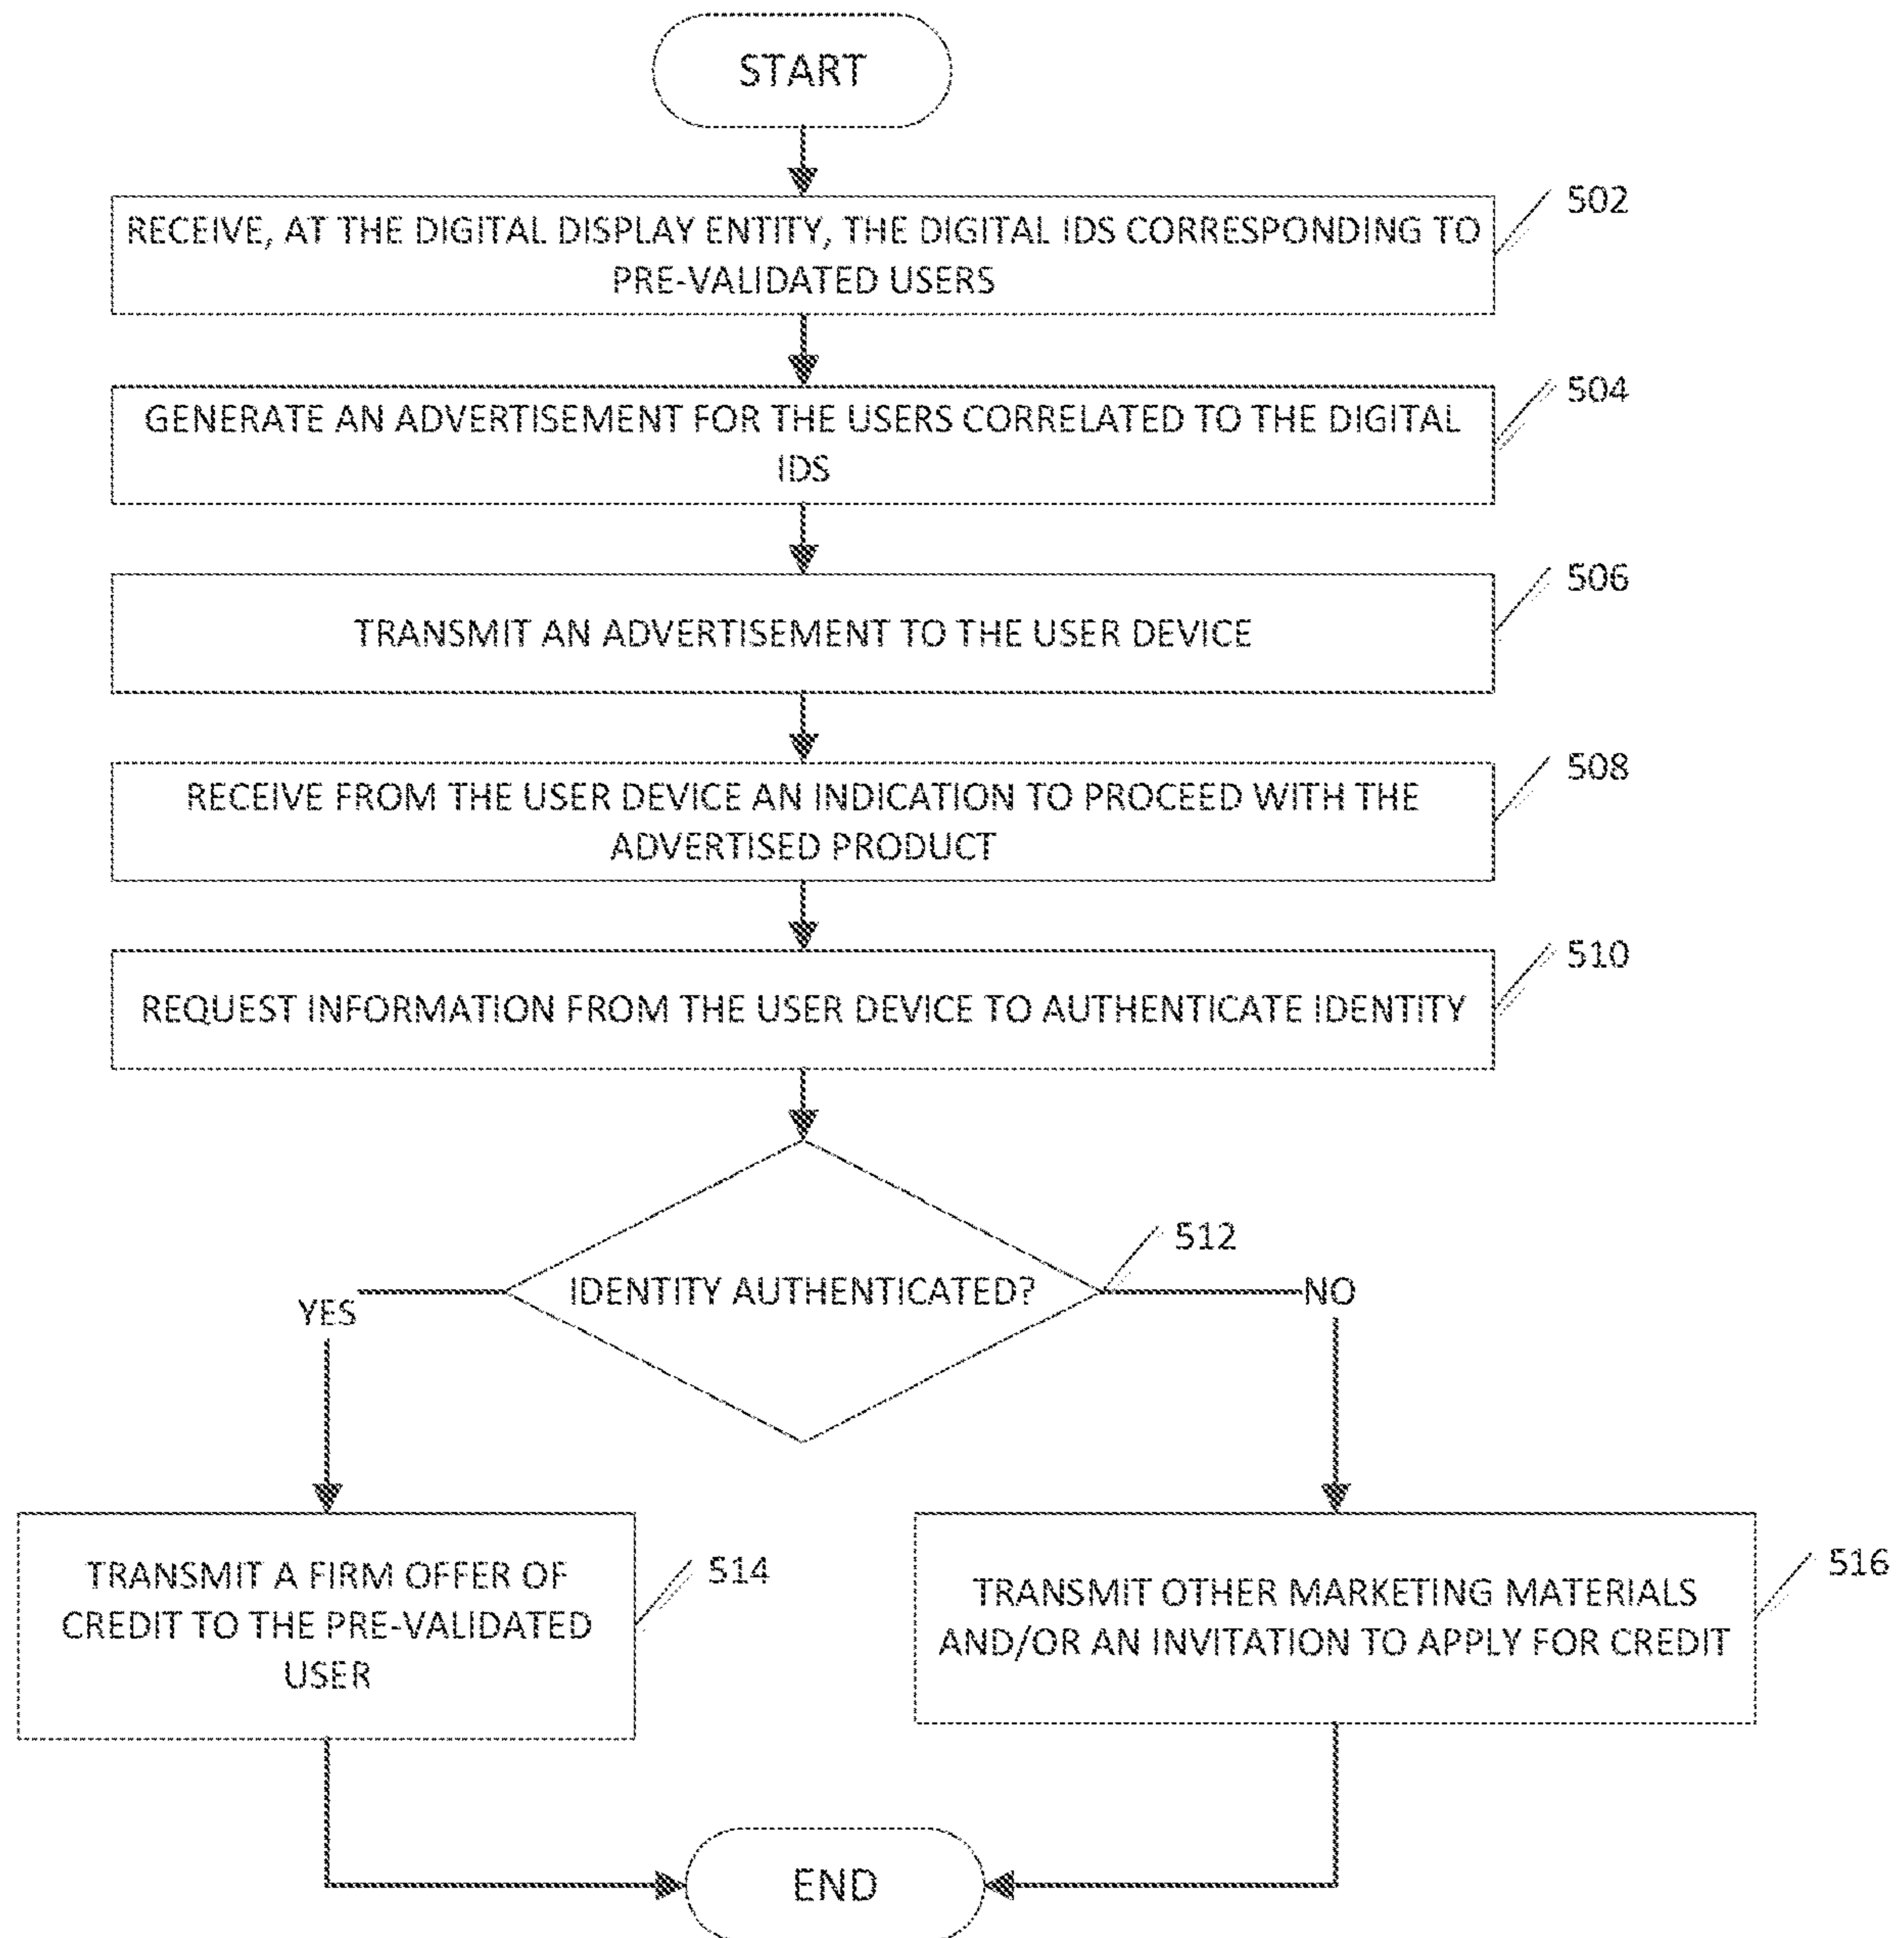 START
502
RECEIVE, AT THE DIGITAL DISPLAY ENTITY, THE DIGITAL IDS CORRESPONDING TO
PRE-VALIDATED USERS
504
GENERATE AN ADVERTISEMENT FOR THE USERS CORRELATED TO THE DIGITAL
IDS
506
TRANSMIT AN ADVERTISEMENT TO THE USER DEVICE
508
RECEIVE FROM THE USER DEVICE AN INDICATION TO PROCEED WITH THE
ADVERTISED PRODUCT
510
REQUEST INFORMATION FROM THE USER DEVICE TO AUTHENTICATE IDENTITY
512
IDENTITY AUTHENTICATED?
YES
NO
TRANSMIT A FIRM OFFER OF
CREDIT TO THE PRE-VALIDATED
USER
514
TRANSMIT OTHER MARKETING MATERIALS
AND/OR AN INVITATION TO APPLY FOR CREDIT
516
END